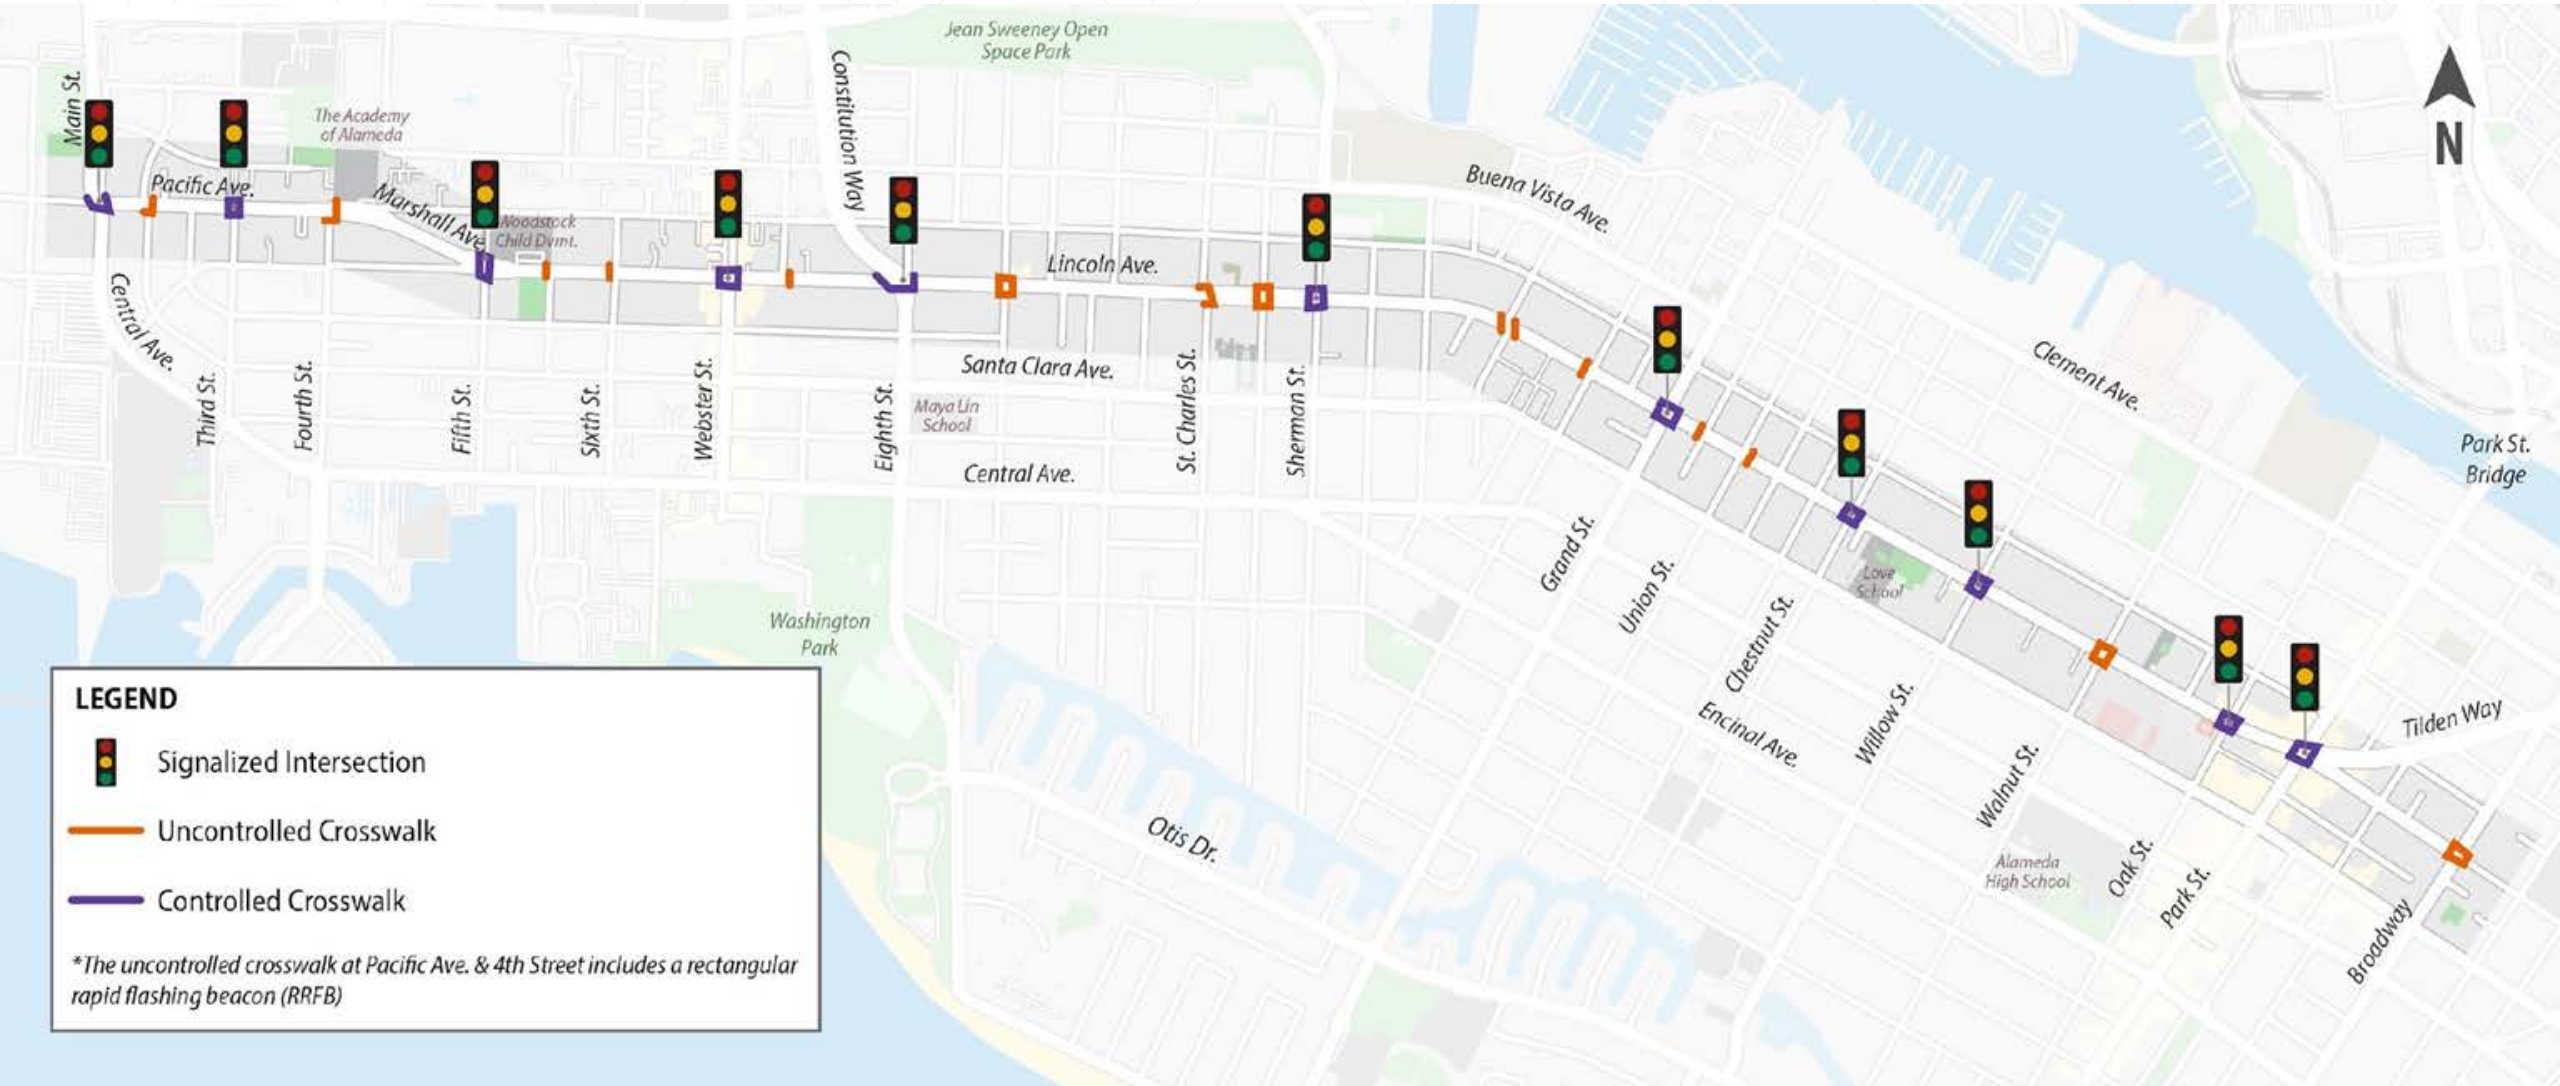 Jean Sweeney Open
Space Park
Main St.
Constitution Way
The Academy
of Alameda
N
Pacific Ave.
Marshall Ave.
Woodstock
Child Dvmt.
Buena Vista Ave.
Lincoln Ave.
Central Ave.
Santa Clara Ave.
Clement Ave.
Third St.
Fourth St.
Fifth St.
Sixth St.
Webster St.
Eighth St.
Maya Lin
School
St. Charles St.
Sherman St.
Central Ave.
Park St.
Bridge
Grand St.
Union St.
Chestnut St.
Love
School
Washington
Park
Encinal Ave.
Willow St.
Walnut St.
Tilden Way
Otis Dr.
Alameda
High School
Oak St.
Park St.
Broadway
LEGEND
Signalized Intersection
Uncontrolled Crosswalk
Controlled Crosswalk
*The uncontrolled crosswalk at Pacific Ave. & 4th Street includes a rectangular
rapid flashing beacon (RRFB)